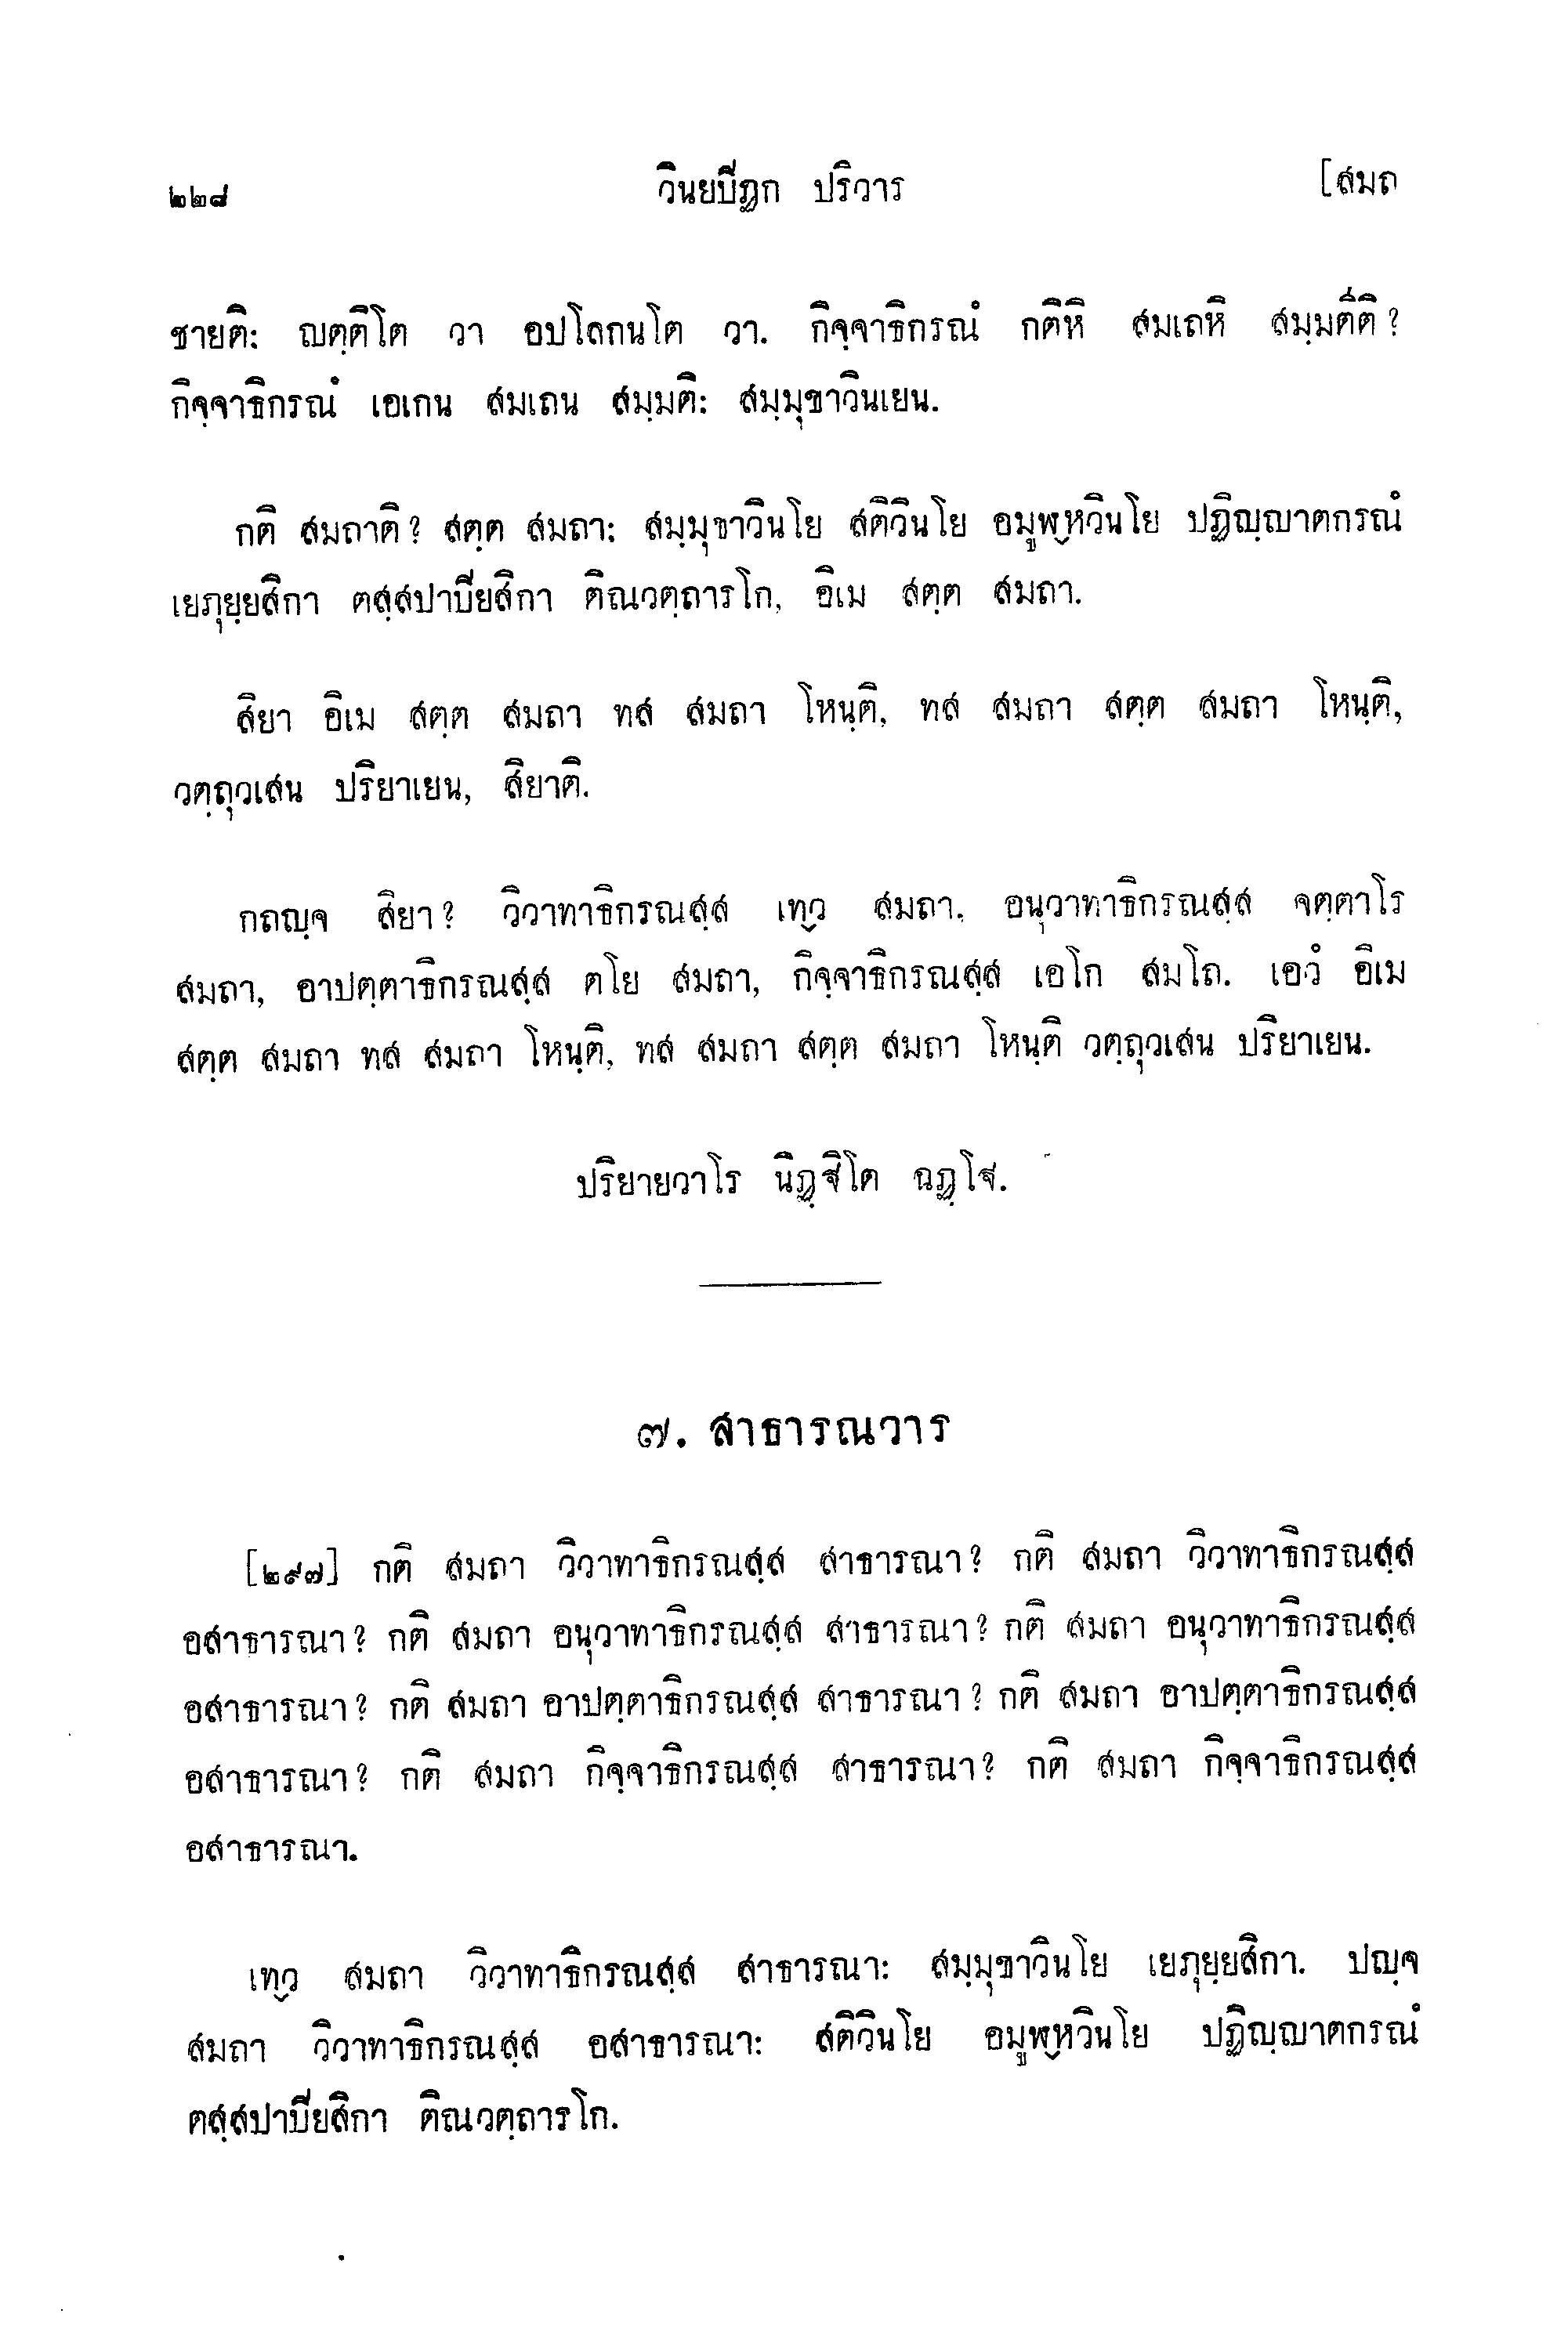 ๒๒๘ วินยปิฏก ปริวาร [สมถ
ชายติ: ญตฺติโต วา อปโลกนโต วา. กิจฺจาธิกรณํ กตีหิ สมเถหิ สมฺมตีติ ?
กิจฺจาธิกรณํ เอเกน สมเถน สมฺมติ: สมฺมุขาวินเยน.
กติ สมถาติ ? สตฺต สมถา: สมฺมุขาวินโย สติวินโย อมูฬฺหวินโย ปฏิญฺญาตกรณํ
เยภุยฺยสิกา ตสฺสปาปิยสิกา ติณวตฺถารโก, อิเม สตฺต สมถา.
สิยา อิเม สตฺต สมถา ทส สมถา โหนฺติ, ทส สมถา สตฺต สมถา โหนฺติ,
วตฺถุวเสน ปริยาเยน, สิยาติ.
กถญฺจ สิยา ? วิวาทาธิกรณสฺส เทฺว สมถา, อนุวาทาธิกรณสฺส จตฺตาโร
สมถา, อาปตฺตาธิกรณสฺส ตโย สมถา, กิจฺจาธิกรณสฺส เอโก สมโถ. เอวํ อิเม
สตฺต สมถา ทส สมถา โหนฺติ, ทส สมถา สตฺต สมถา โหนฺติ วตฺถุวเสน ปริยาเยน.
ปริยายวาโร นิฏฺฐิโต ฉฏฺโฐ.
๗. สาธารณวาร
[๒๙๗] กติ สมถา วิวาทาธิกรณสฺส สาธารณา ? กติ สมถา วิวาทาธิกรณสฺส
อสาธารณา ? กติ สมถา อนุวาทาธิกรณสฺส สาธารณา ? กติ สมถา อนุวาทาธิกรณสฺส
อสาธารณา ? กติ สมถา อาปตฺตาธิกรณสฺส สาธารณา ? กติ สมถา อาปตฺตาธิกรณสฺส
อสาธารณา ? กติ สมถา กิจฺจาธิกรณสฺส สาธารณา ? กติ สมถา กิจฺจาธิกรณสฺส
อสาธารณา.
เทฺว สมถา วิวาทาธิกรณสฺส สาธารณา: สมฺมุขาวินโย เยภุยฺยสิกา. ปญฺจ
สมถา วิวาทาธิกรณสฺส อสาธารณา: สติวินโย อมูฬฺหวินโย ปฏิญฺญาตกรณํ
ตสฺสปาปิยสิกา ติณวตฺถารโก.